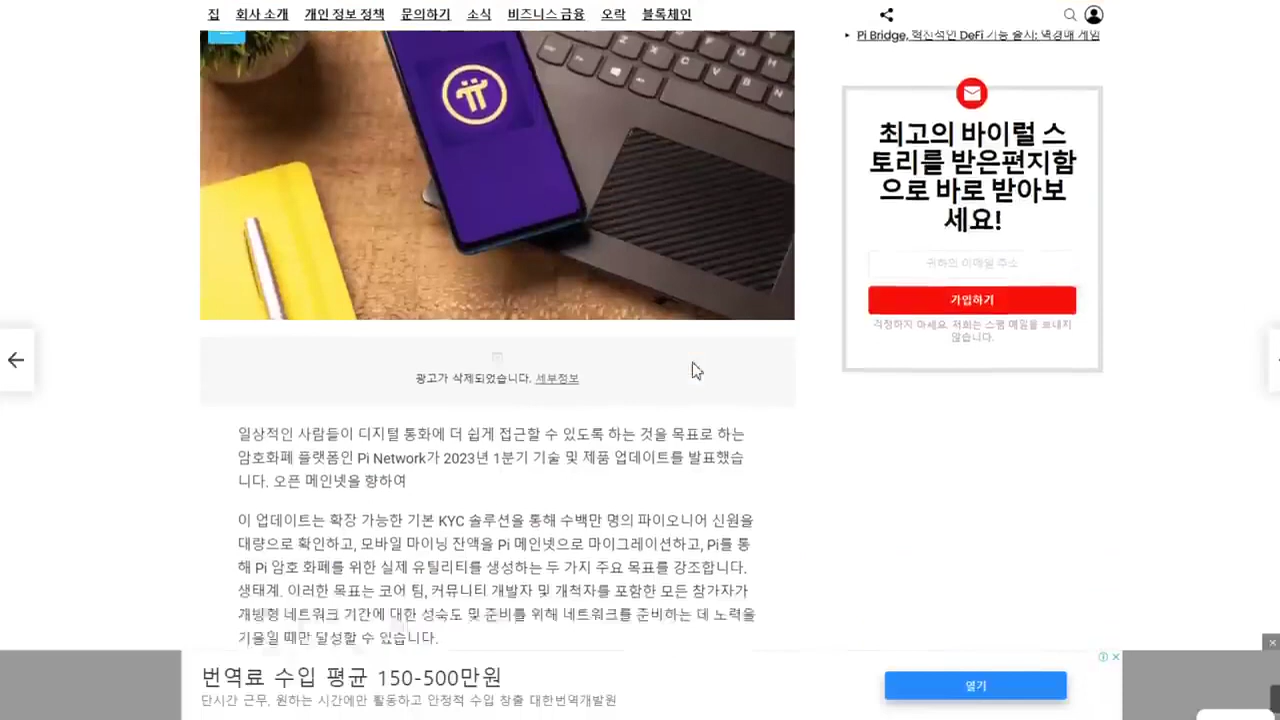 집 회사 소개 개인 정보 정책 문의하기 소식 비즈니스 금융 오락 블록체인
Pi Bridge, 혁신적인 DeFi 기능 출시: 역경매 게임
최고의 바이럴 스
토리를 받은편지함
으로 바로 받아보
세요!
귀하의 이메일 주소
가입하기
걱정하지 마세요. 저희는 스팸 메일을 보내지
않습니다.
광고가 삭제되었습니다. 세부정보
일상적인 사람들이 디지털 통화에 더 쉽게 접근할 수 있도록 하는 것을 목표로 하는
암호화폐 플랫폼인 Pi Network가 2023년 1분기 기술 및 제품 업데이트를 발표했습
니다. 오픈 메인넷을 향하여
이 업데이트는 확장 가능한 기본 KYC 솔루션을 통해 수백만 명의 파이오니어 신원을
대량으로 확인하고, 모바일 마이닝 잔액을 Pi 메인넷으로 마이그레이션하고, Pi를 통
해 Pi 암호 화폐를 위한 실제 유틸리티를 생성하는 두 가지 주요 목표를 강조합니다.
생태계. 이러한 목표는 코어 팀, 커뮤니티 개발자 및 개척자를 포함한 모든 참가자가
개방형 네트워크 기간에 대한 성숙도 및 준비를 위해 네트워크를 준비하는 데 노력을
기울일 때만 달성할 수 있습니다.
번역료 수입 평균 150-500만원
단시간 근무, 원하는 시간에만 활동하고 안정적 수입 창출 대한번역개발원
열기